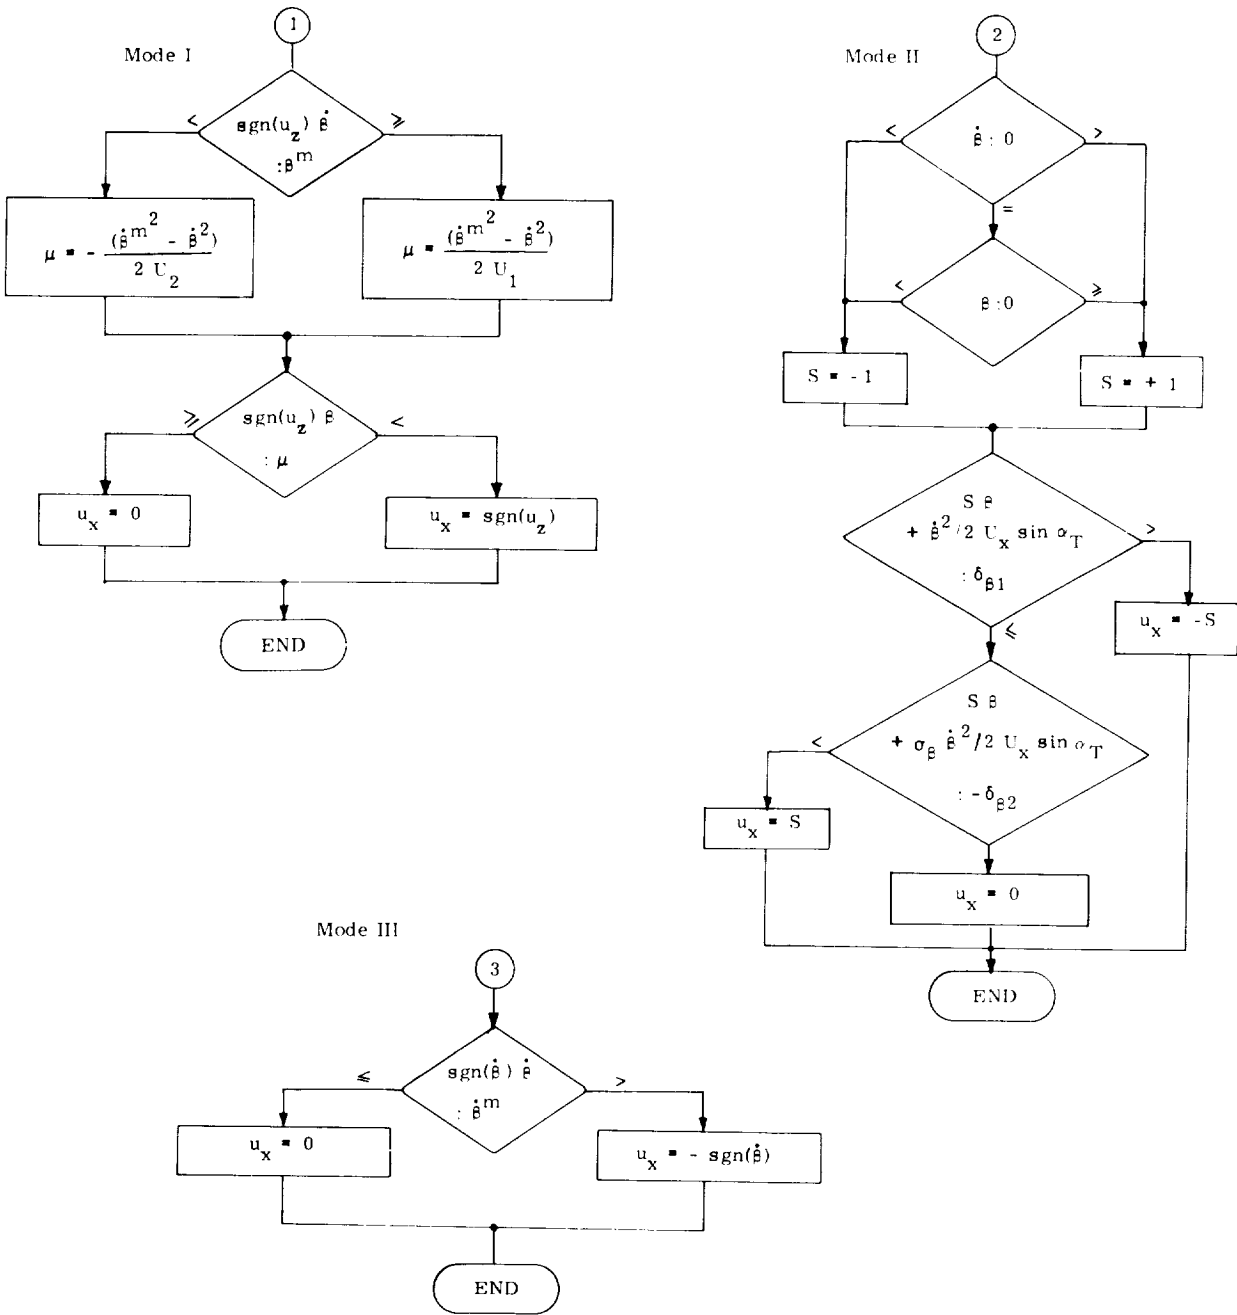 Mode I
1
sgn(u_z) β̇
: β^m
<
⩾
μ = - (β̇^m² - β̇²) / 2 U_2
μ = (β̇^m² - β̇²) / 2 U_1
sgn(u_z) β
: μ
⩾
<
u_x = 0
u_x = sgn(u_z)
END
Mode II
2
β̇ : 0
<
>
=
β : 0
<
⩾
S = - 1
S = + 1
S β
+ β̇²/2 U_x sin α_T
: δ_β1
>
⩽
u_x = -S
S β
+ σ_β β̇²/2 U_x sin α_T
: -δ_β2
<
u_x = S
u_x = 0
END
Mode III
3
sgn(β̇) β̇
: β̇^m
⩽
>
u_x = 0
u_x = - sgn(β̇)
END